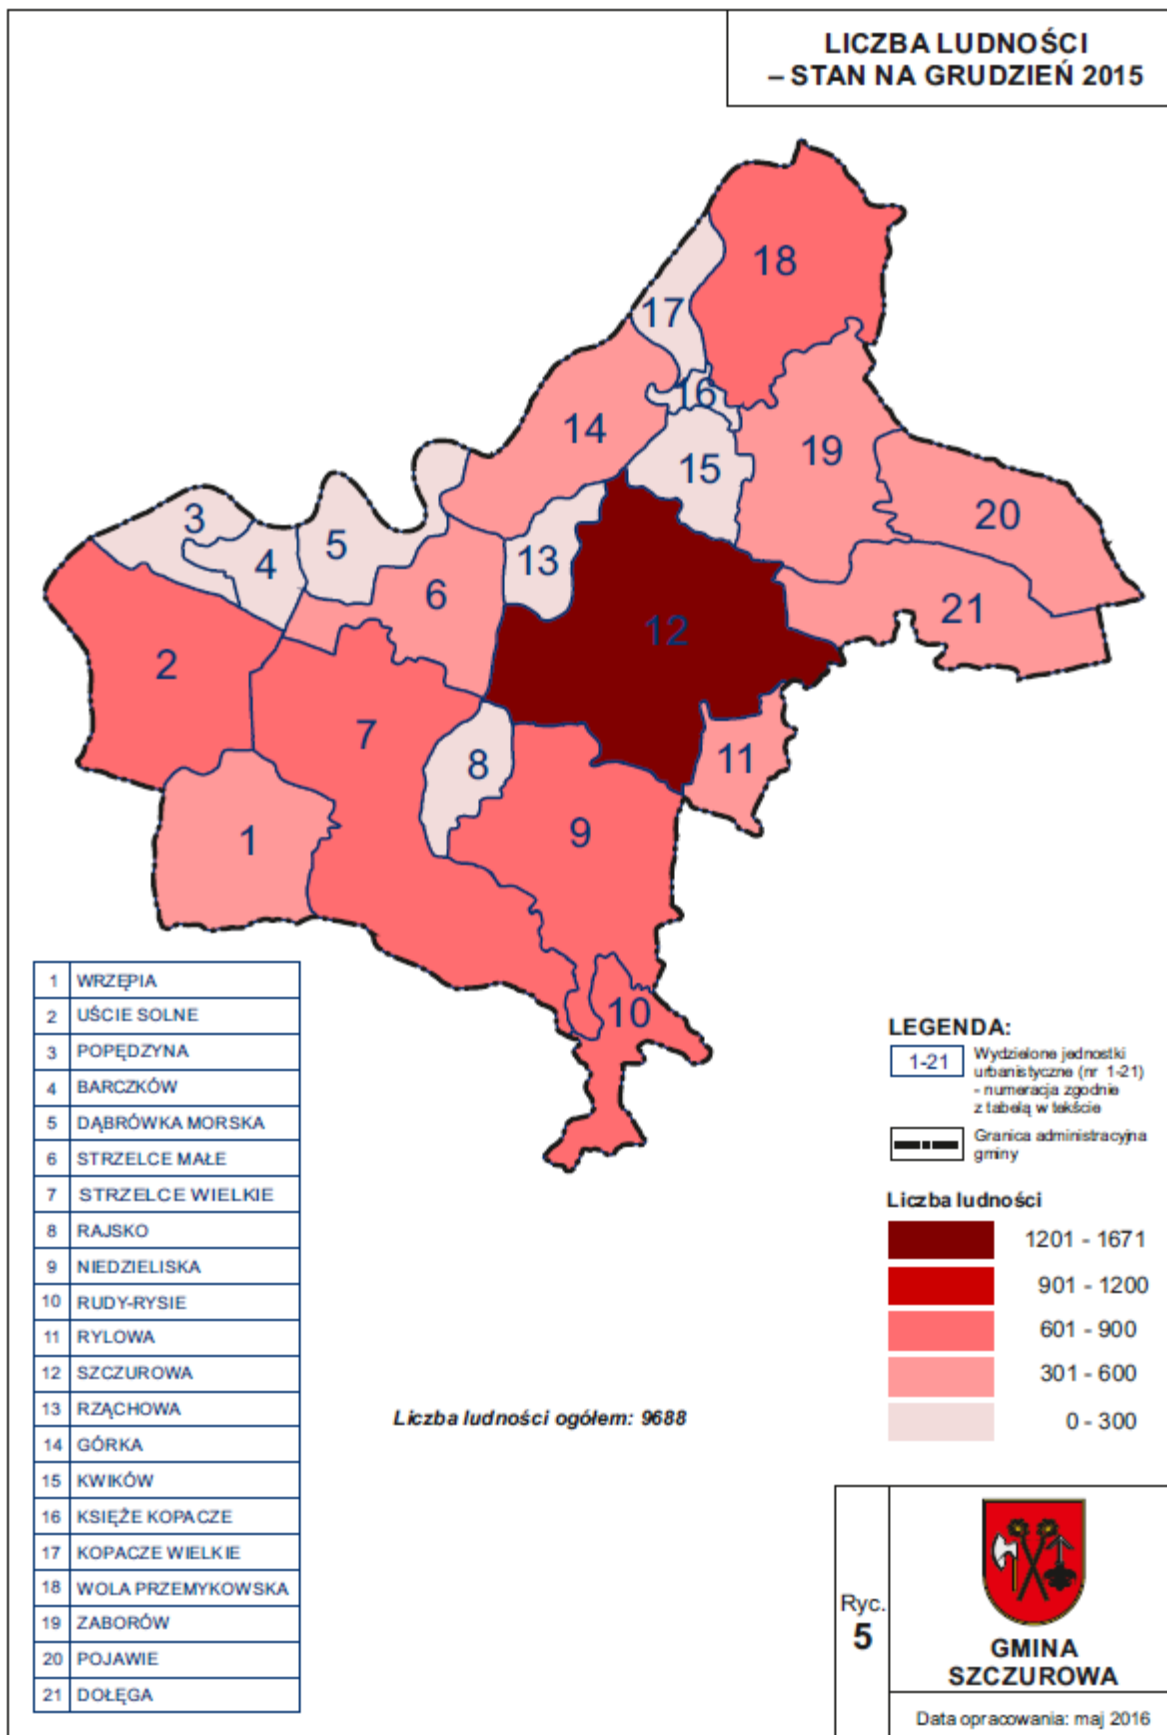 LICZBA LUDNOŚCI
– STAN NA GRUDZIEŃ 2015
18
17
16
14
19
15
20
3
5
4
13
6
21
12
2
7
8
11
9
1
10
1 WRZĘPIA
2 UŚCIE SOLNE
3 POPĘDZYNA
4 BARCZKÓW
5 DĄBRÓWKA MORSKA
6 STRZELCE MAŁE
7 STRZELCE WIELKIE
8 RAJSKO
9 NIEDZIELISKA
10 RUDY-RYSIE
11 RYLOWA
12 SZCZUROWA
13 RZĄCHOWA
14 GÓRKA
15 KWIKÓW
16 KSIĘŻE KOPACZE
17 KOPACZE WIELKIE
18 WOLA PRZEMYKOWSKA
19 ZABORÓW
20 POJAWIE
21 DOŁĘGA
Liczba ludności ogółem: 9688
LEGENDA:
1-21 Wydzielone jednostki
urbanistyczne (nr 1-21)
- numeracja zgodnie
z tabelą w tekście
Granica administracyjna
gminy
Liczba ludności
1201 - 1671
901 - 1200
601 - 900
301 - 600
0 - 300
Ryc.
5
GMINA
SZCZUROWA
Data opracowania: maj 2016